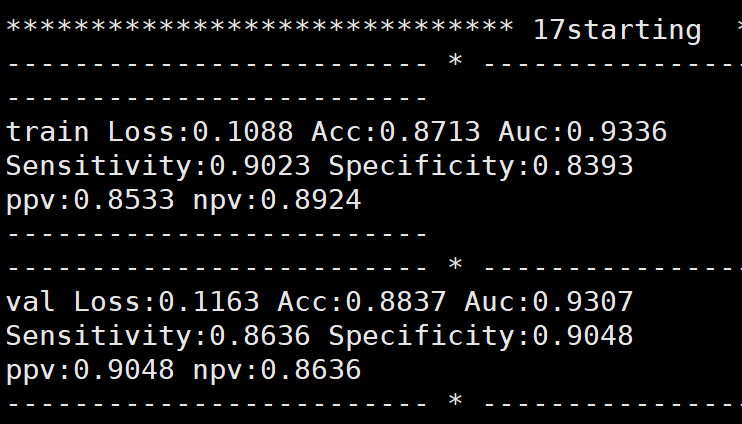 ****************************** 17starting *
------------------------- * ----------------
-------------------------
train Loss:0.1088 Acc:0.8713 Auc:0.9336
Sensitivity:0.9023 Specificity:0.8393
ppv:0.8533 npv:0.8924
-------------------------
------------------------- * ----------------
val Loss:0.1163 Acc:0.8837 Auc:0.9307
Sensitivity:0.8636 Specificity:0.9048
ppv:0.9048 npv:0.8636
------------------------- * ----------------